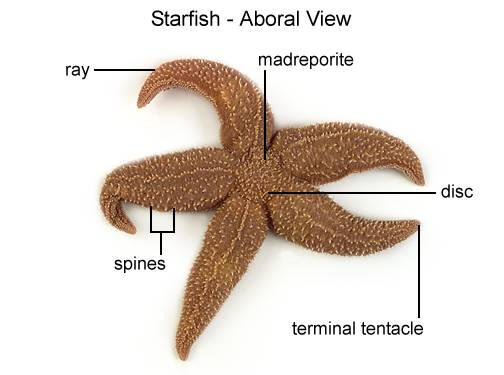 Starfish - Aboral View
madreporite
ray
disc
spines
terminal tentacle